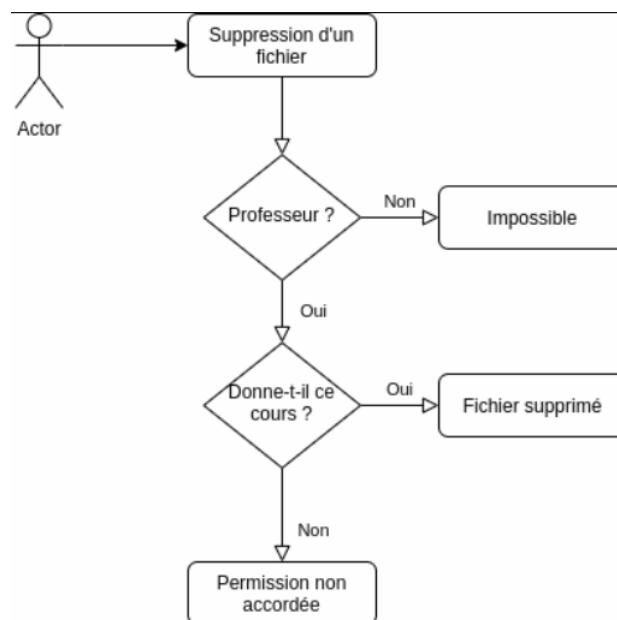 Suppression d'un
fichier
Actor
Professeur ?
Non
Impossible
Oui
Donne-t-il ce
cours ?
Oui
Fichier supprimé
Non
Permission non
accordée